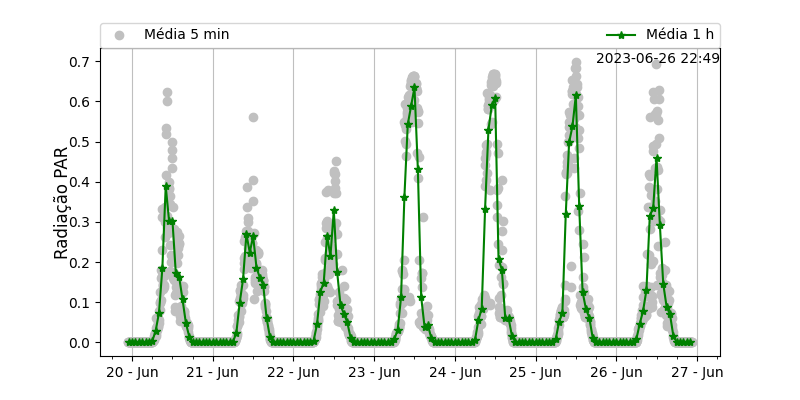 Média 5 min
Média 1 h
2023-06-26 22:49
Radiação PAR
0.7
0.6
0.5
0.4
0.3
0.2
0.1
0.0
20 - Jun
21 - Jun
22 - Jun
23 - Jun
24 - Jun
25 - Jun
26 - Jun
27 - Jun